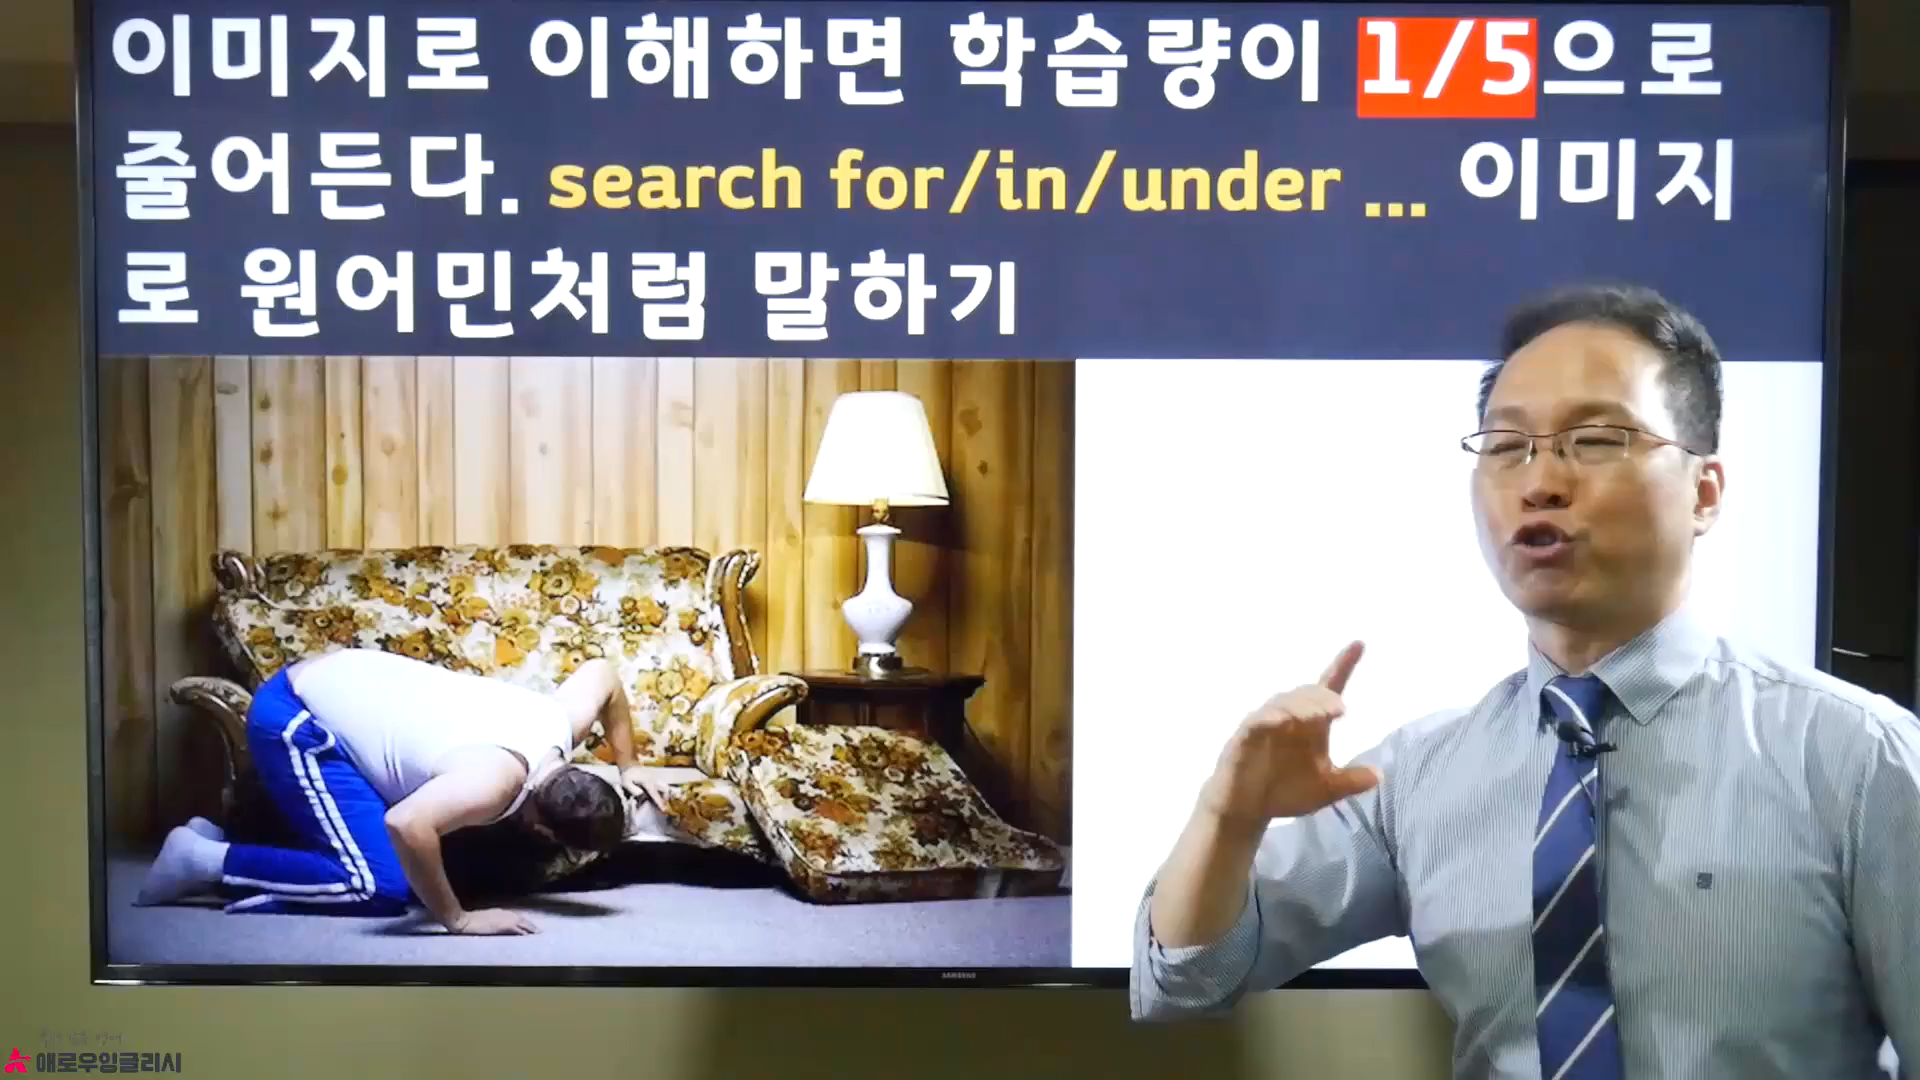 이미지로 이해하면 학습량이 1/5으로
줄어든다. search for/in/under ... 이미지
로 원어민처럼 말하기
SAMSUNG
애로우잉글리시